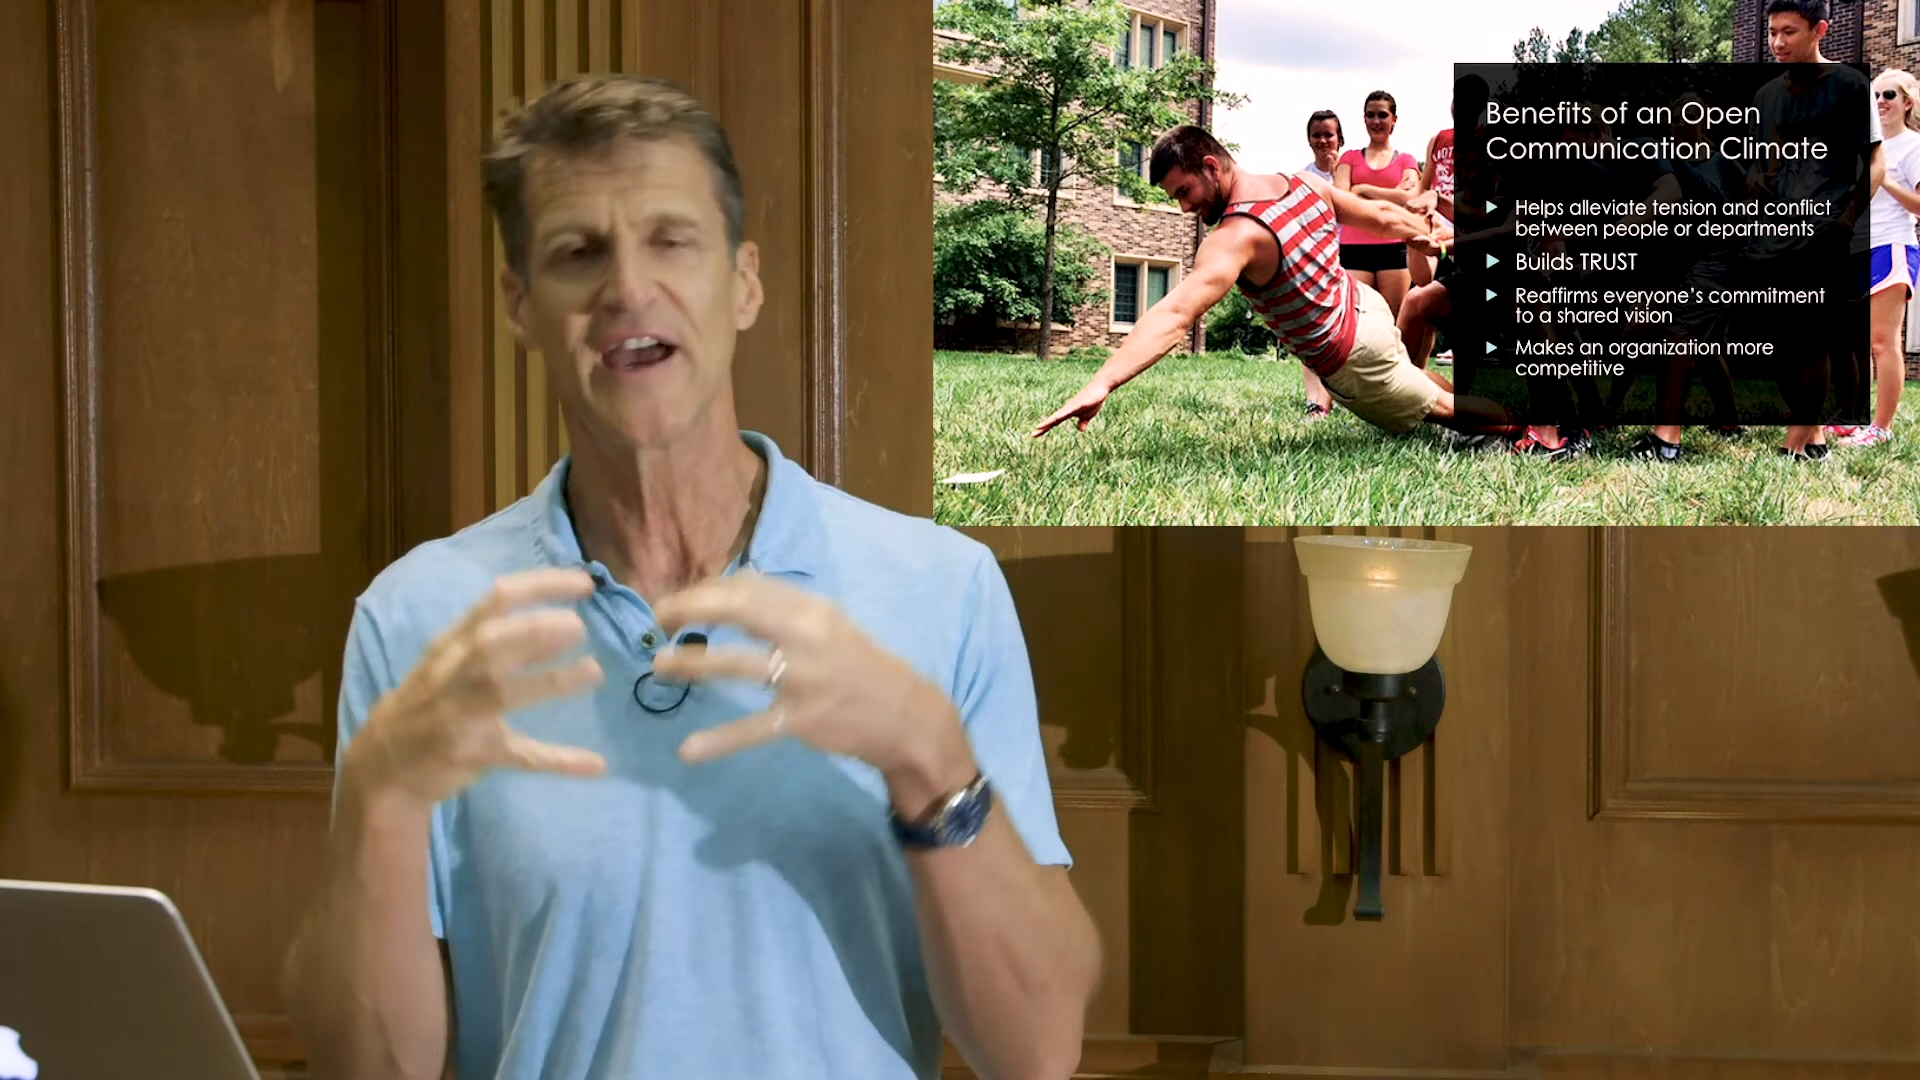 Benefits of an Open
Communication Climate
Helps alleviate tension and conflict
between people or departments
Builds TRUST
Reaffirms everyone's commitment
to a shared vision
Makes an organization more
competitive